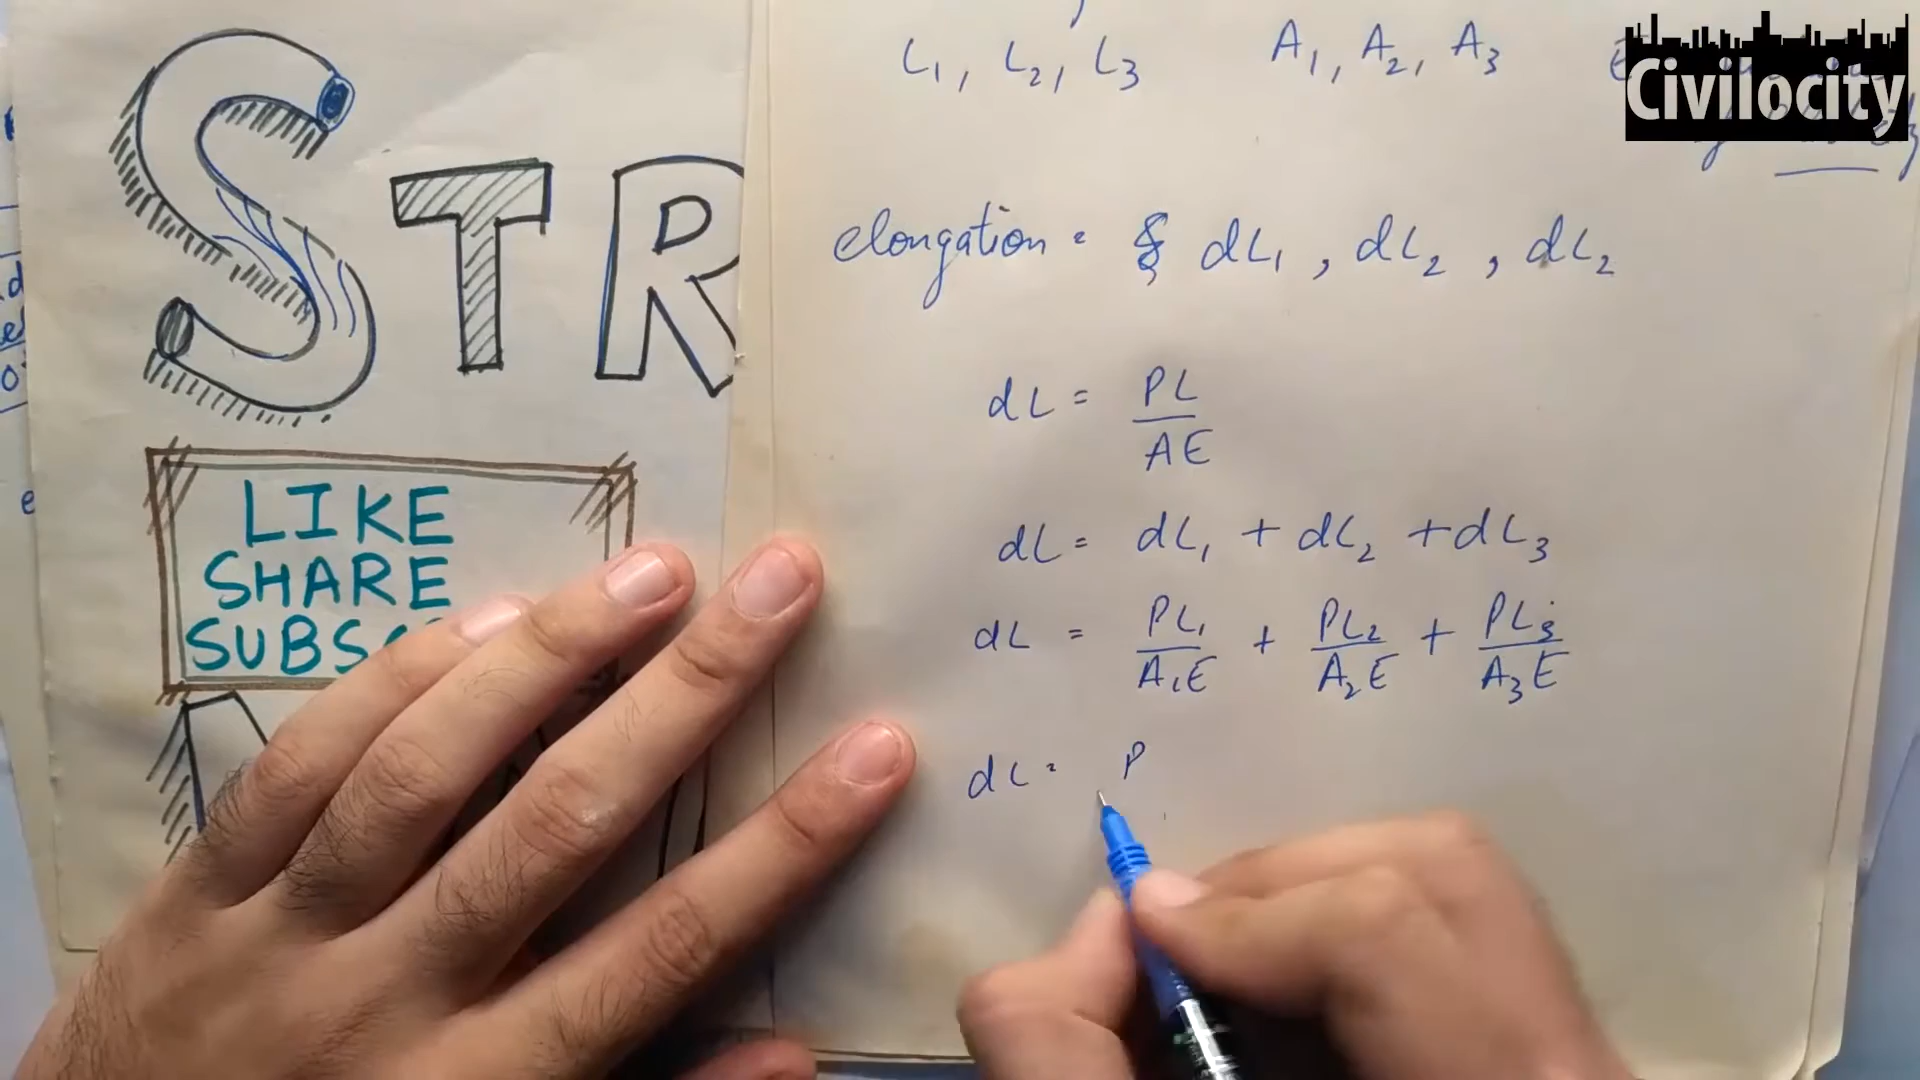 STR
LIKE
SHARE
SUBSC
L₁, L₂, L₃ A₁, A₂, A₃
Civilocity
elongation = dL₁, dL₂, dL₂
dL = PL/AE
dL = dL₁ + dL₂ + dL₃
dL = PL₁/A₁E + PL₂/A₂E + PL₃/A₃E
dL = P